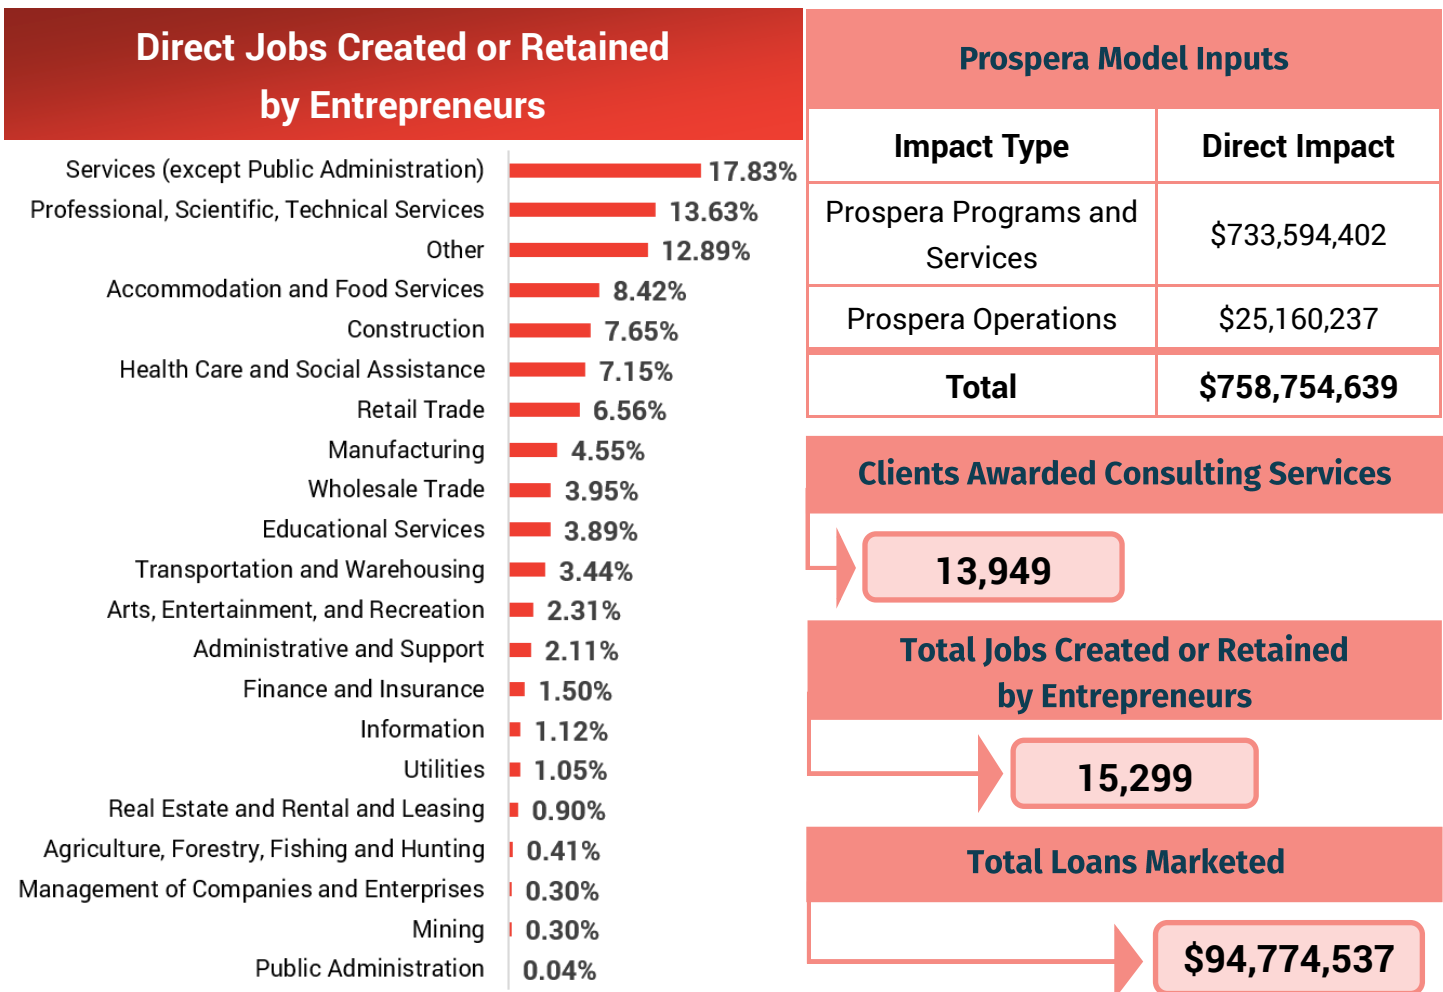 Direct Jobs Created or Retained
by Entrepreneurs
Services (except Public Administration) 17.83%
Professional, Scientific, Technical Services 13.63%
Other 12.89%
Accommodation and Food Services 8.42%
Construction 7.65%
Health Care and Social Assistance 7.15%
Retail Trade 6.56%
Manufacturing 4.55%
Wholesale Trade 3.95%
Educational Services 3.89%
Transportation and Warehousing 3.44%
Arts, Entertainment, and Recreation 2.31%
Administrative and Support 2.11%
Finance and Insurance 1.50%
Information 1.12%
Utilities 1.05%
Real Estate and Rental and Leasing 0.90%
Agriculture, Forestry, Fishing and Hunting 0.41%
Management of Companies and Enterprises 0.30%
Mining 0.30%
Public Administration 0.04%
Prospera Model Inputs
Impact Type Direct Impact
Prospera Programs and
Services $733,594,402
Prospera Operations $25,160,237
Total $758,754,639
Clients Awarded Consulting Services
13,949
Total Jobs Created or Retained
by Entrepreneurs
15,299
Total Loans Marketed
$94,774,537